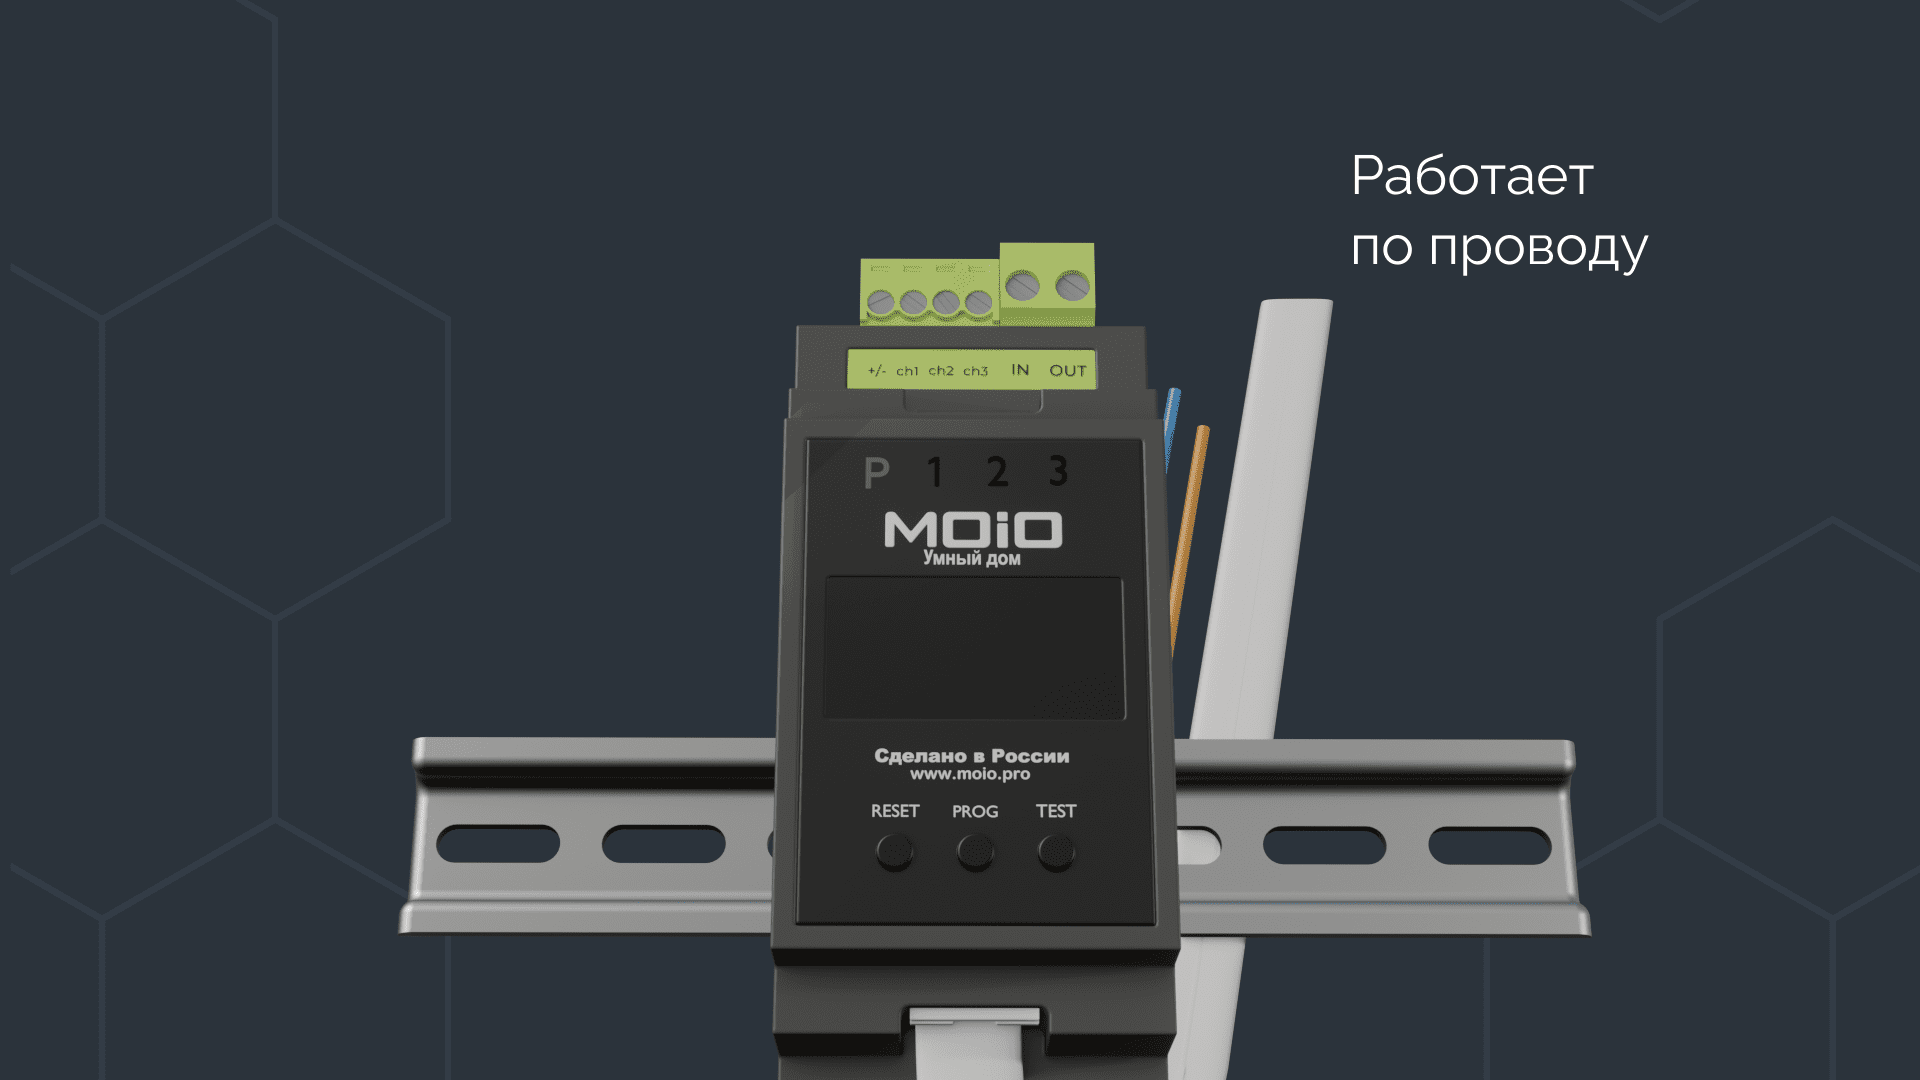 Работает
по проводу
+/- ch1 ch2 ch3 IN OUT
P 1 2 3
MOiO
Умный дом
Сделано в России
www.moio.pro
RESET PROG TEST